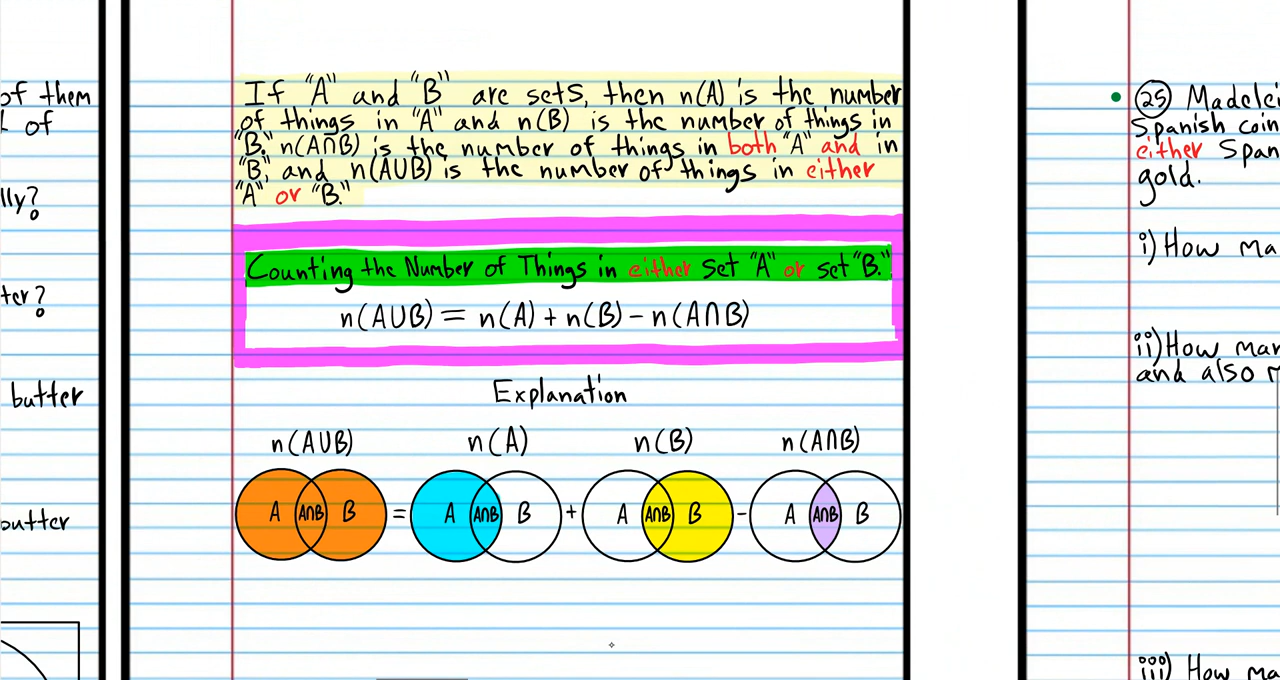 of them
of
lly?
ter?
butter
butter
If "A" and "B" are sets, then n(A) is the number
of things in "A" and n(B) is the number of things in
"B." n(A∩B) is the number of things in both "A" and in
"B", and n(A∪B) is the number of things in either
"A" or "B."
Counting the Number of Things in either set "A" or set "B."
n(A∪B) = n(A) + n(B) - n(A∩B)
Explanation
n(A∪B) n(A) n(B) n(A∩B)
A A∩B B = A A∩B B + A A∩B B - A A∩B B
25 Madelei
Spanish coin
either Span
gold.
i) How ma
ii) How mar
and also
iii) How ma